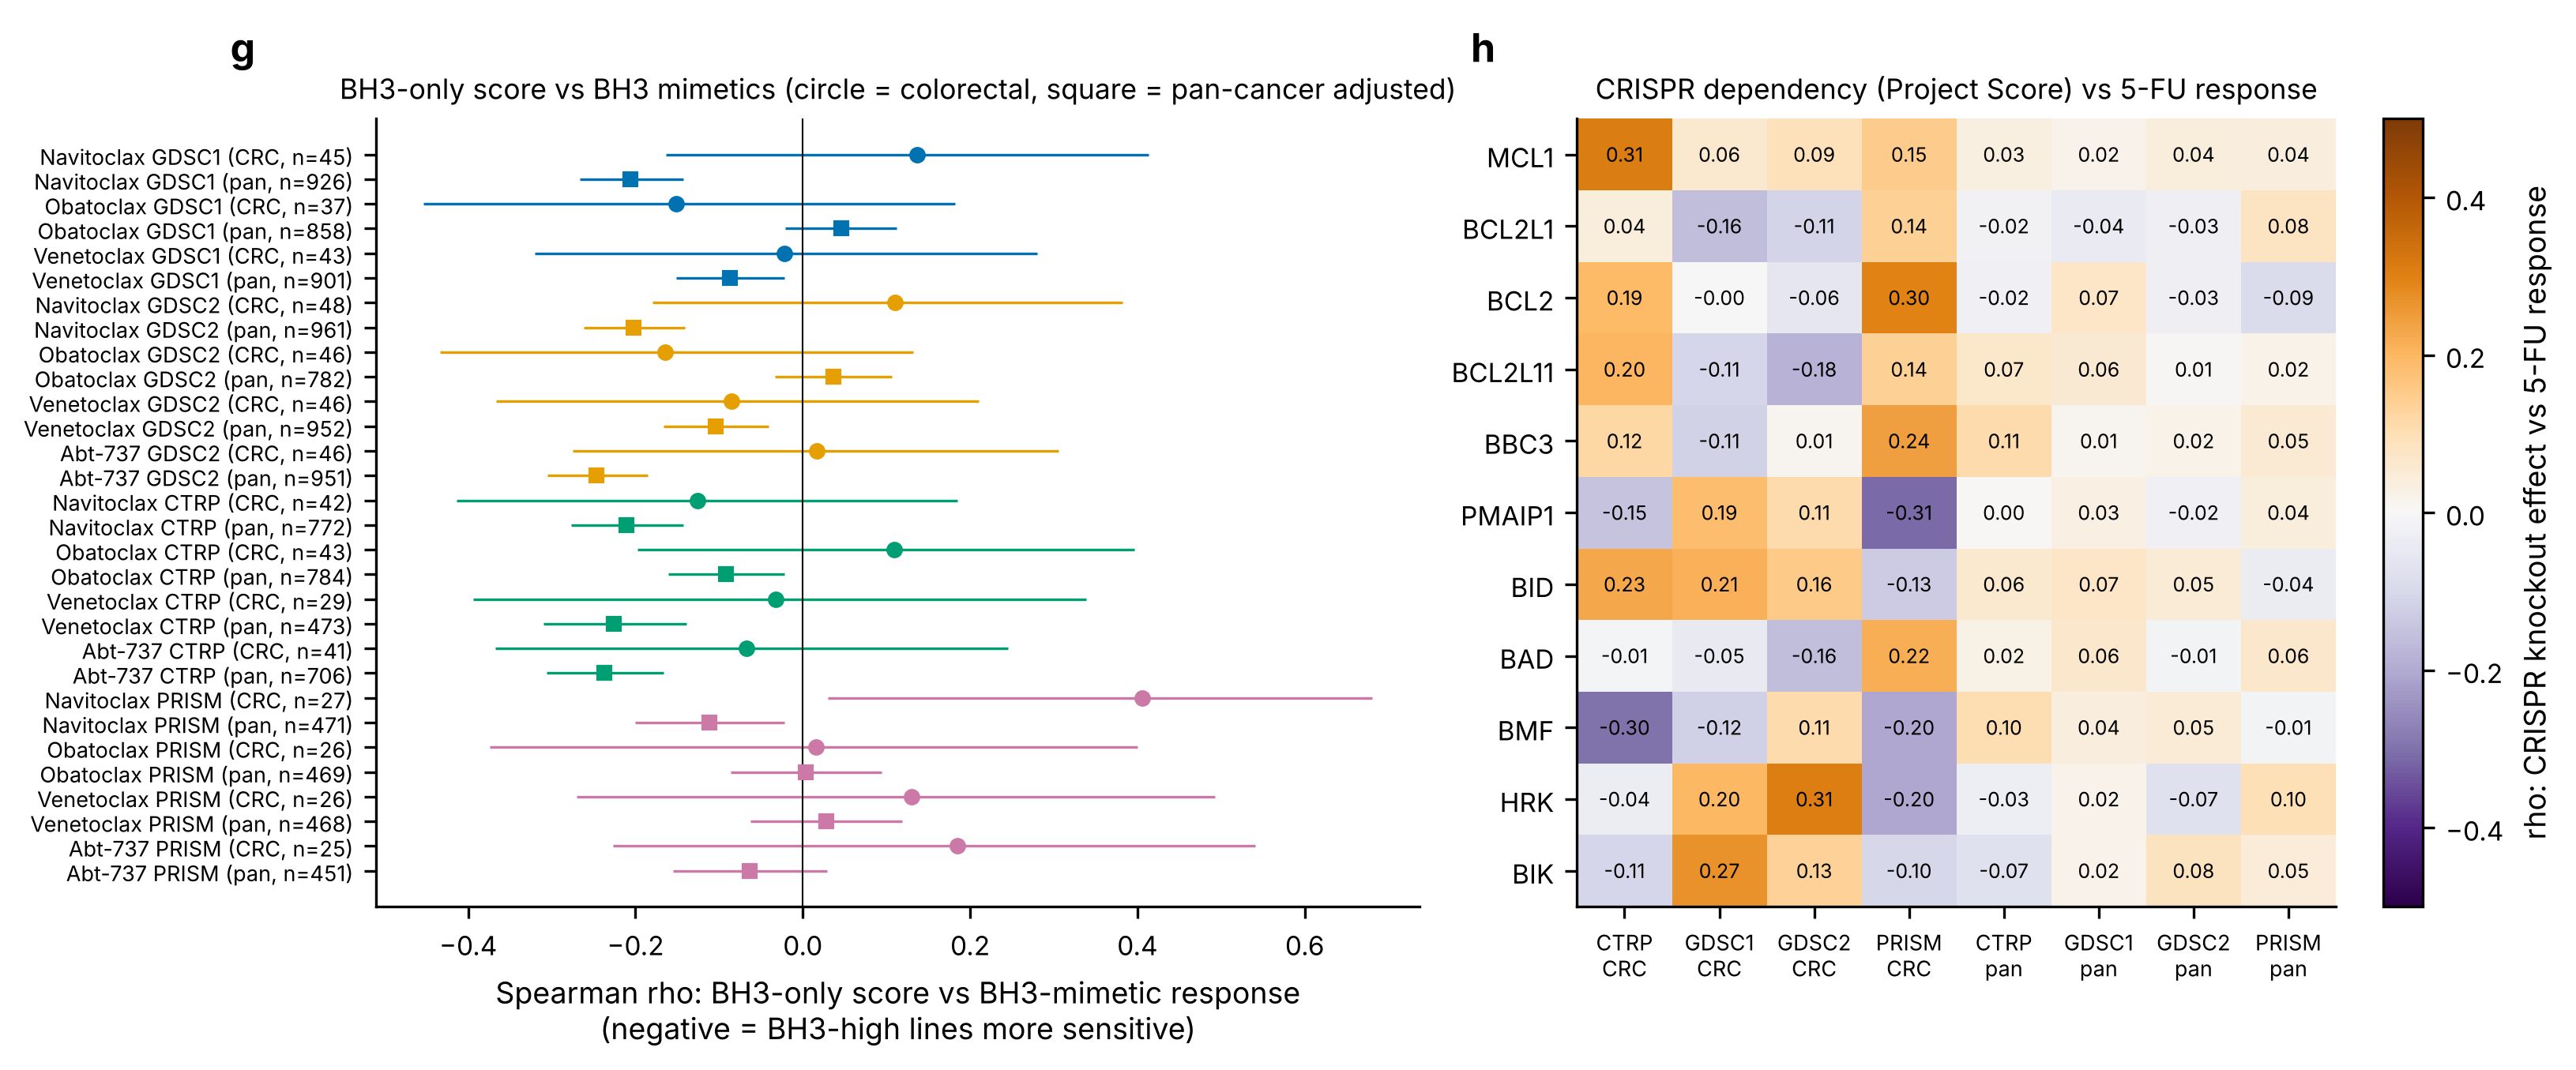 g
BH3-only score vs BH3 mimetics (circle = colorectal, square = pan-cancer adjusted)
Navitoclax GDSC1 (CRC, n=45)
Navitoclax GDSC1 (pan, n=926)
Obatoclax GDSC1 (CRC, n=37)
Obatoclax GDSC1 (pan, n=858)
Venetoclax GDSC1 (CRC, n=43)
Venetoclax GDSC1 (pan, n=901)
Navitoclax GDSC2 (CRC, n=48)
Navitoclax GDSC2 (pan, n=961)
Obatoclax GDSC2 (CRC, n=46)
Obatoclax GDSC2 (pan, n=782)
Venetoclax GDSC2 (CRC, n=46)
Venetoclax GDSC2 (pan, n=952)
Abt-737 GDSC2 (CRC, n=46)
Abt-737 GDSC2 (pan, n=951)
Navitoclax CTRP (CRC, n=42)
Navitoclax CTRP (pan, n=772)
Obatoclax CTRP (CRC, n=43)
Obatoclax CTRP (pan, n=784)
Venetoclax CTRP (CRC, n=29)
Venetoclax CTRP (pan, n=473)
Abt-737 CTRP (CRC, n=41)
Abt-737 CTRP (pan, n=706)
Navitoclax PRISM (CRC, n=27)
Navitoclax PRISM (pan, n=471)
Obatoclax PRISM (CRC, n=26)
Obatoclax PRISM (pan, n=469)
Venetoclax PRISM (CRC, n=26)
Venetoclax PRISM (pan, n=468)
Abt-737 PRISM (CRC, n=25)
Abt-737 PRISM (pan, n=451)
−0.4 −0.2 0.0 0.2 0.4 0.6
Spearman rho: BH3-only score vs BH3-mimetic response
(negative = BH3-high lines more sensitive)
h
CRISPR dependency (Project Score) vs 5-FU response
MCL1 0.31 0.06 0.09 0.15 0.03 0.02 0.04 0.04
BCL2L1 0.04 -0.16 -0.11 0.14 -0.02 -0.04 -0.03 0.08
BCL2 0.19 -0.00 -0.06 0.30 -0.02 0.07 -0.03 -0.09
BCL2L11 0.20 -0.11 -0.18 0.14 0.07 0.06 0.01 0.02
BBC3 0.12 -0.11 0.01 0.24 0.11 0.01 0.02 0.05
PMAIP1 -0.15 0.19 0.11 -0.31 0.00 0.03 -0.02 0.04
BID 0.23 0.21 0.16 -0.13 0.06 0.07 0.05 -0.04
BAD -0.01 -0.05 -0.16 0.22 0.02 0.06 -0.01 0.06
BMF -0.30 -0.12 0.11 -0.20 0.10 0.04 0.05 -0.01
HRK -0.04 0.20 0.31 -0.20 -0.03 0.02 -0.07 0.10
BIK -0.11 0.27 0.13 -0.10 -0.07 0.02 0.08 0.05
CTRP GDSC1 GDSC2 PRISM CTRP GDSC1 GDSC2 PRISM
CRC CRC CRC CRC pan pan pan pan
0.4
0.2
0.0
−0.2
−0.4
rho: CRISPR knockout effect vs 5-FU response